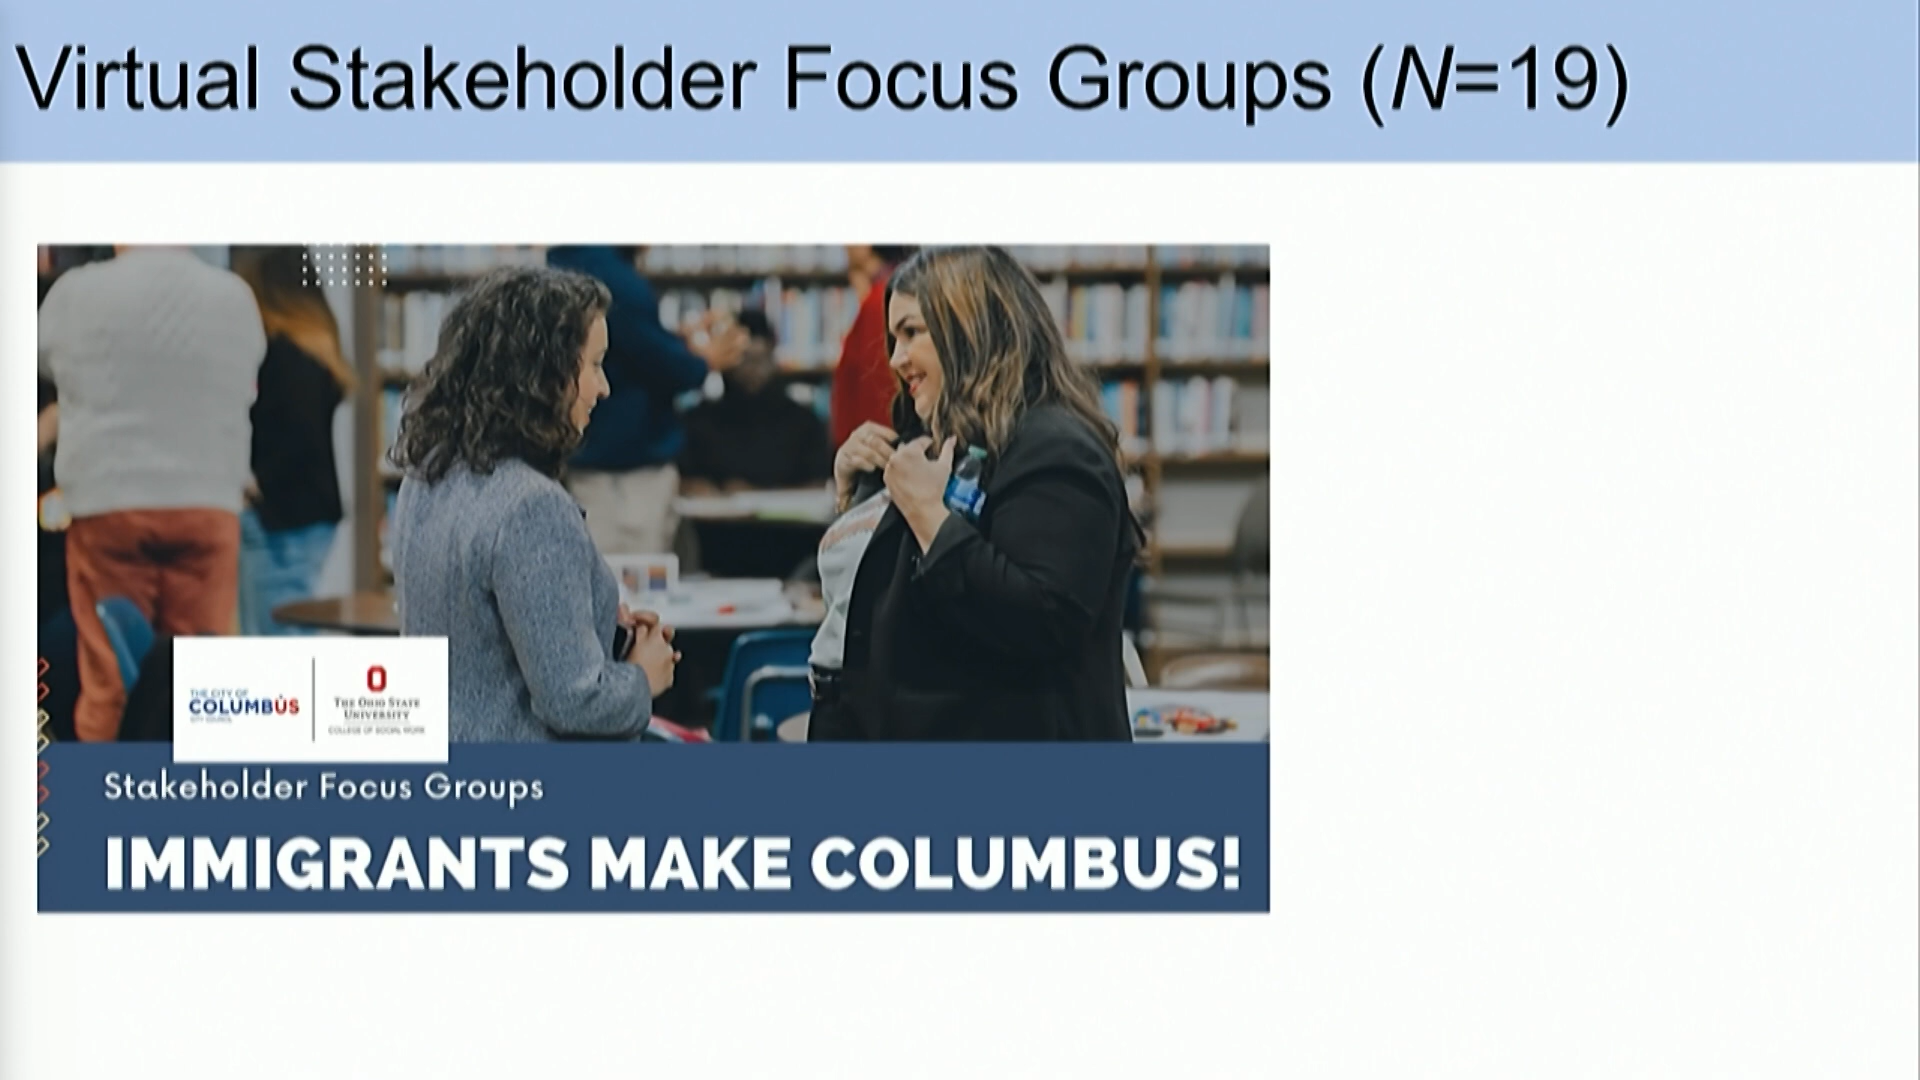 Virtual Stakeholder Focus Groups (N=19)
THE CITY OF
COLUMBUS
CITY COUNCIL
THE OHIO STATE
UNIVERSITY
COLLEGE OF SOCIAL WORK
Stakeholder Focus Groups
IMMIGRANTS MAKE COLUMBUS!